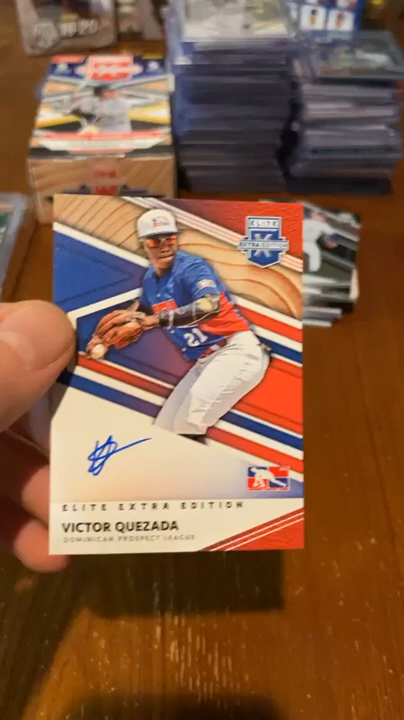 ELITE
EXTRA EDITION
21
ELITE EXTRA EDITION
VICTOR QUEZADA
DOMINICAN PROSPECT LEAGUE